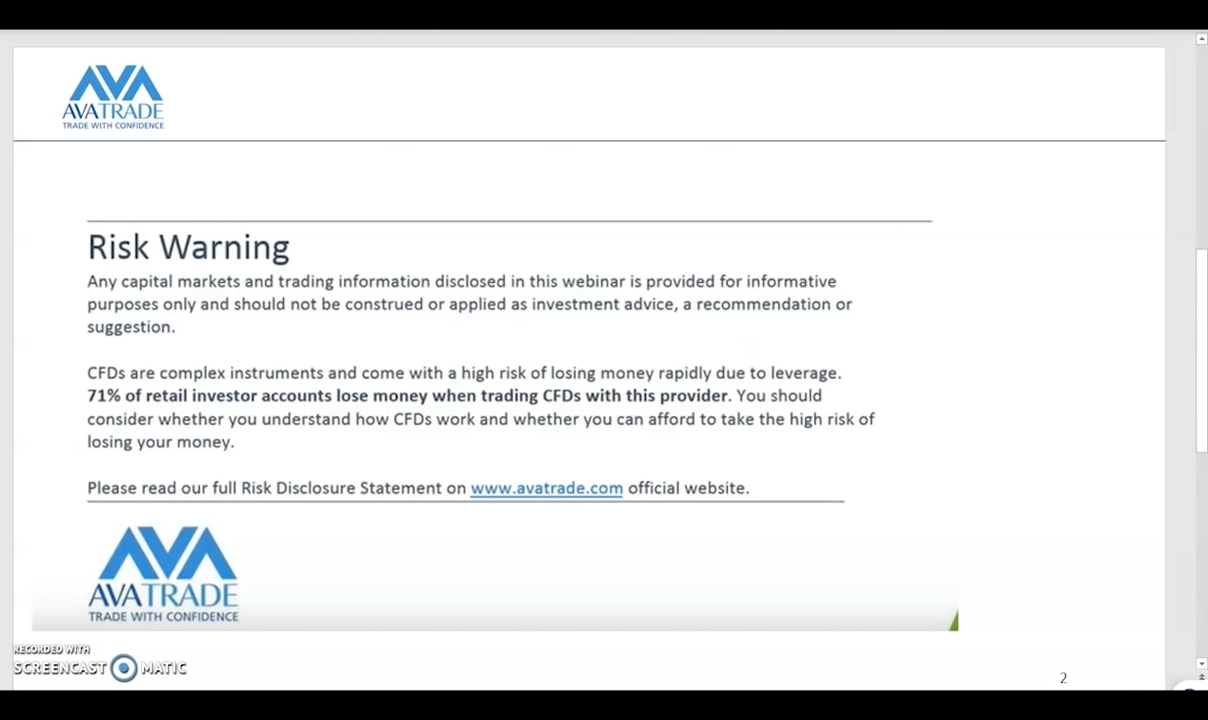 AVATRADE
TRADE WITH CONFIDENCE
Risk Warning
Any capital markets and trading information disclosed in this webinar is provided for informative
purposes only and should not be construed or applied as investment advice, a recommendation or
suggestion.
CFDs are complex instruments and come with a high risk of losing money rapidly due to leverage.
71% of retail investor accounts lose money when trading CFDs with this provider. You should
consider whether you understand how CFDs work and whether you can afford to take the high risk of
losing your money.
Please read our full Risk Disclosure Statement on www.avatrade.com official website.
AVATRADE
TRADE WITH CONFIDENCE
RECORDED WITH
SCREENCAST MATIC
2